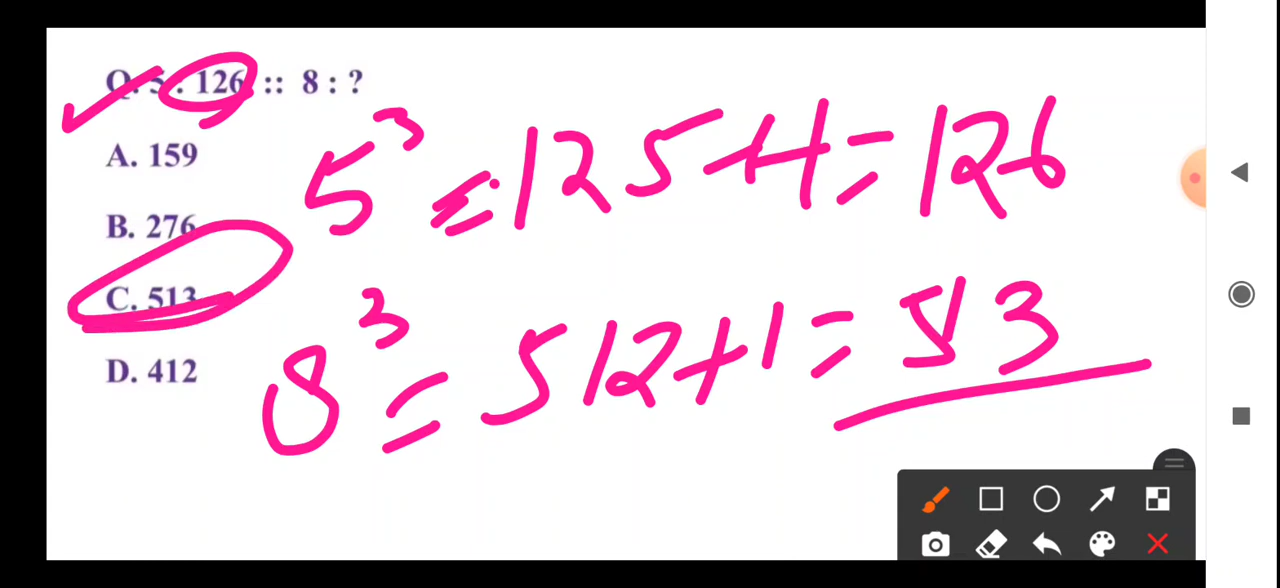 Q. 5 : 126 :: 8 : ?
A. 159
5³ = 125 + 1 = 126
B. 276
C. 513
8³ = 512 + 1 = 513
D. 412